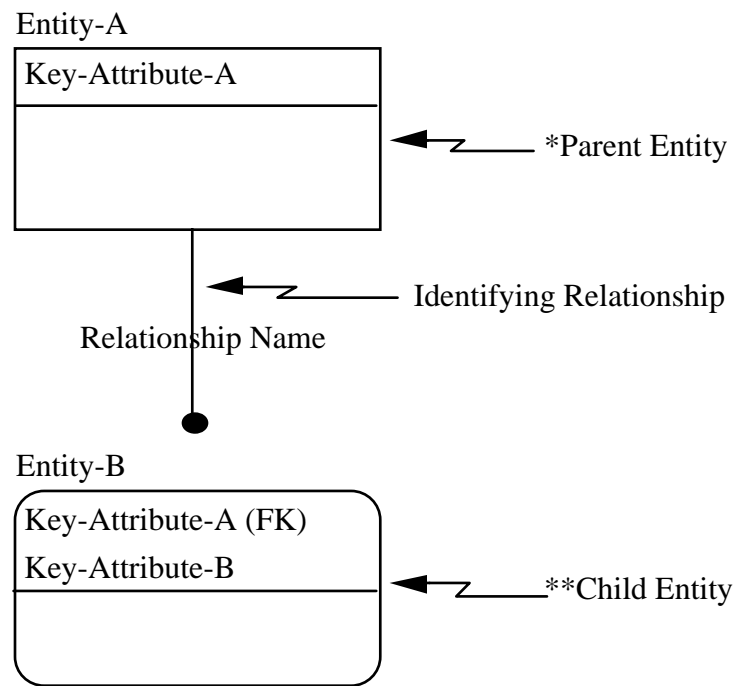 Entity-A
Key-Attribute-A
*Parent Entity
Identifying Relationship
Relationship Name
Entity-B
Key-Attribute-A (FK)
Key-Attribute-B
**Child Entity